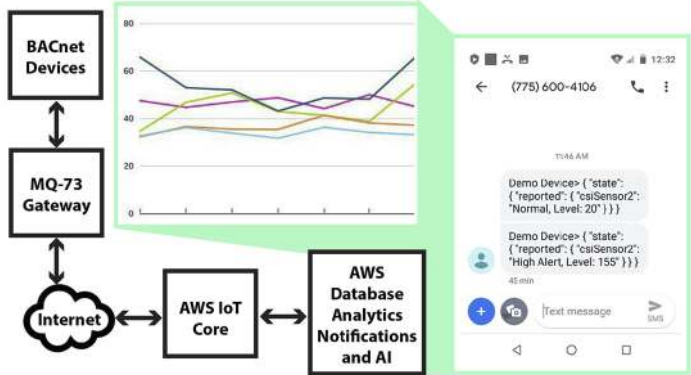 BACnet
Devices
MQ-73
Gateway
Internet
AWS IoT
Core
AWS
Database
Analytics
Notifications
and AI
80
60
40
20
0
12:32
(775) 600-4106
11:46 AM
Demo Device> { "state":
{ "reported": { "csiSensor2":
"Normal, Level: 20" } } }
Demo Device> { "state":
{ "reported": { "csiSensor2":
"High Alert, Level: 155" } } }
45 min
Text message
SMS